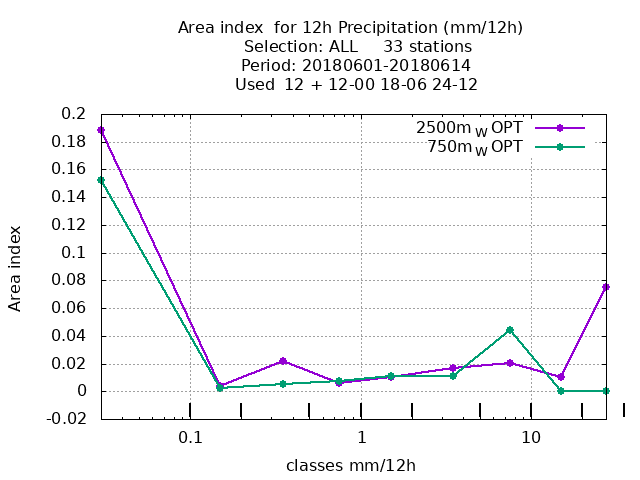 Area index  for 12h Precipitation (mm/12h)
Selection: ALL     33 stations
Period: 20180601-20180614
Used  12 + 12-00 18-06 24-12
2500m W OPT
750m W OPT
0.2
0.18
0.16
0.14
0.12
0.1
0.08
0.06
0.04
0.02
0
-0.02
Area index
0.1 1 10
classes mm/12h